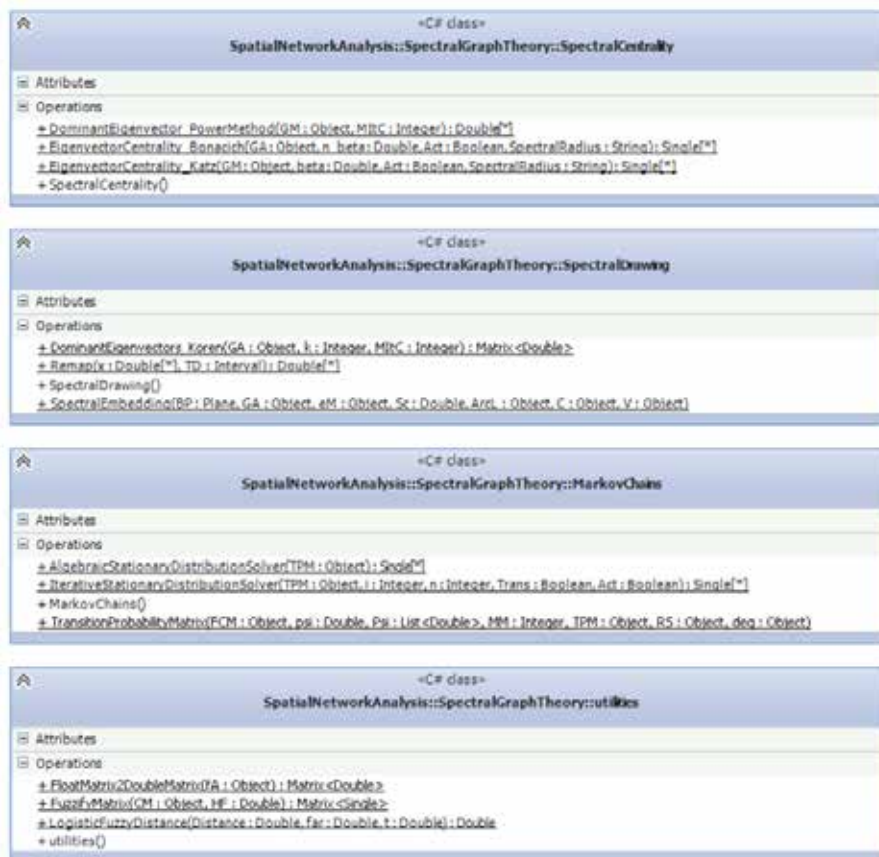 «C# class»
SpatialNetworkAnalysis::SpectralGraphTheory::SpectralCentrality
Attributes
Operations
+ DominantEigenvector_PowerMethod(GM : Object, MItC : Integer) : Double[*]
+ EigenvectorCentrality_Bonacich(GA : Object, n_beta : Double, Act : Boolean, SpectralRadius : String) : Single[*]
+ EigenvectorCentrality_Katz(GM : Object, beta : Double, Act : Boolean, SpectralRadius : String) : Single[*]
+ SpectralCentrality()
«C# class»
SpatialNetworkAnalysis::SpectralGraphTheory::SpectralDrawing
Attributes
Operations
+ DominantEigenvectors_Koren(GA : Object, k : Integer, MItC : Integer) : Matrix<Double>
+ Remap(x : Double[*], TD : Interval) : Double[*]
+ SpectralDrawing()
+ SpectralEmbedding(BP : Plane, GA : Object, eM : Object, Sc : Double, ArcL : Object, C : Object, V : Object)
«C# class»
SpatialNetworkAnalysis::SpectralGraphTheory::MarkovChains
Attributes
Operations
+ AlgebraicStationaryDistributionSolver(TPM : Object) : Single[*]
+ IterativeStationaryDistributionSolver(TPM : Object, i : Integer, n : Integer, Trans : Boolean, Act : Boolean) : Single[*]
+ MarkovChains()
+ TransitionProbabilityMatrix(FCM : Object, psi : Double, Psi : List<Double>, MM : Integer, TPM : Object, RS : Object, deg : Object)
«C# class»
SpatialNetworkAnalysis::SpectralGraphTheory::utilities
Attributes
Operations
+ FloatMatrix2DoubleMatrix(fA : Object) : Matrix<Double>
+ FuzzifyMatrix(CM : Object, HF : Double) : Matrix<Single>
+ LogisticFuzzyDistance(Distance : Double, far : Double, t : Double) : Double
+ utilities()